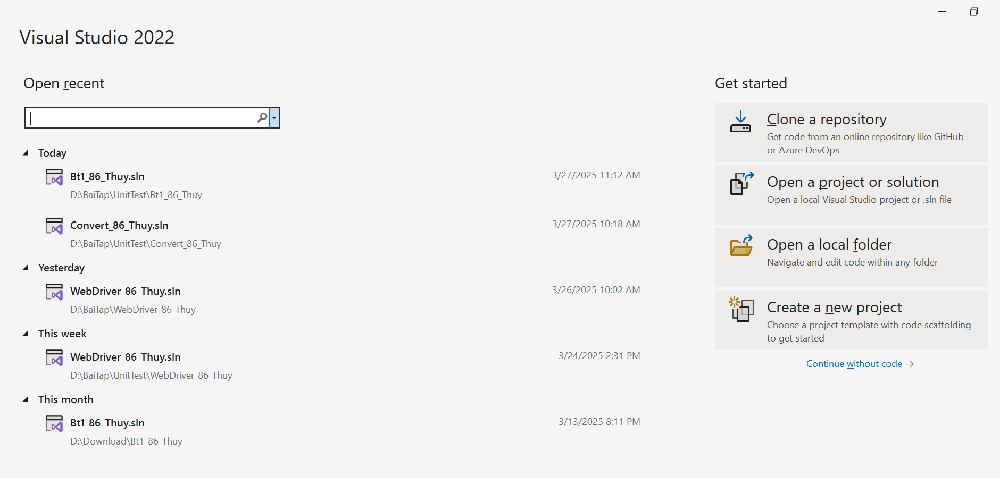 Visual Studio 2022
Open recent
Today
Bt1_86_Thuy.sln
3/27/2025 11:12 AM
D:\BaiTap\UnitTest\Bt1_86_Thuy
Convert_86_Thuy.sln
3/27/2025 10:18 AM
D:\BaiTap\UnitTest\Convert_86_Thuy
Yesterday
WebDriver_86_Thuy.sln
3/26/2025 10:02 AM
D:\BaiTap\WebDriver_86_Thuy
This week
WebDriver_86_Thuy.sln
3/24/2025 2:31 PM
D:\BaiTap\UnitTest\WebDriver_86_Thuy
This month
Bt1_86_Thuy.sln
3/13/2025 8:11 PM
D:\Download\Bt1_86_Thuy
Get started
Clone a repository
Get code from an online repository like GitHub
or Azure DevOps
Open a project or solution
Open a local Visual Studio project or .sln file
Open a local folder
Navigate and edit code within any folder
Create a new project
Choose a project template with code scaffolding
to get started
Continue without code →